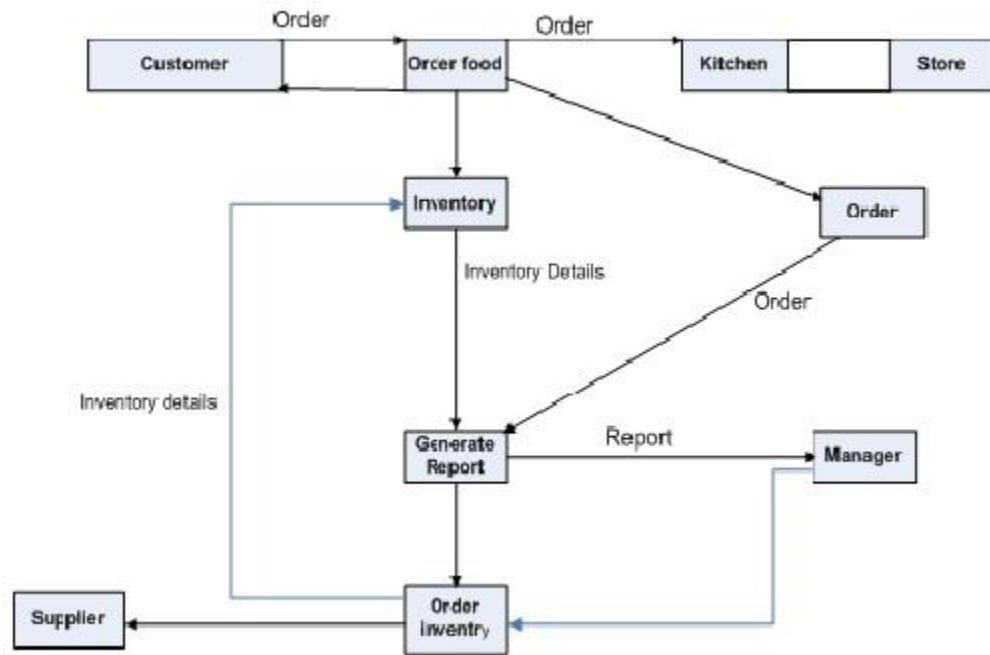 Order
Order
Customer
Orcer food
Kitchen
Store
Inventory
Order
Inventory Details
Order
Inventory details
Generate
Report
Report
Manager
Supplier
Order
inventry